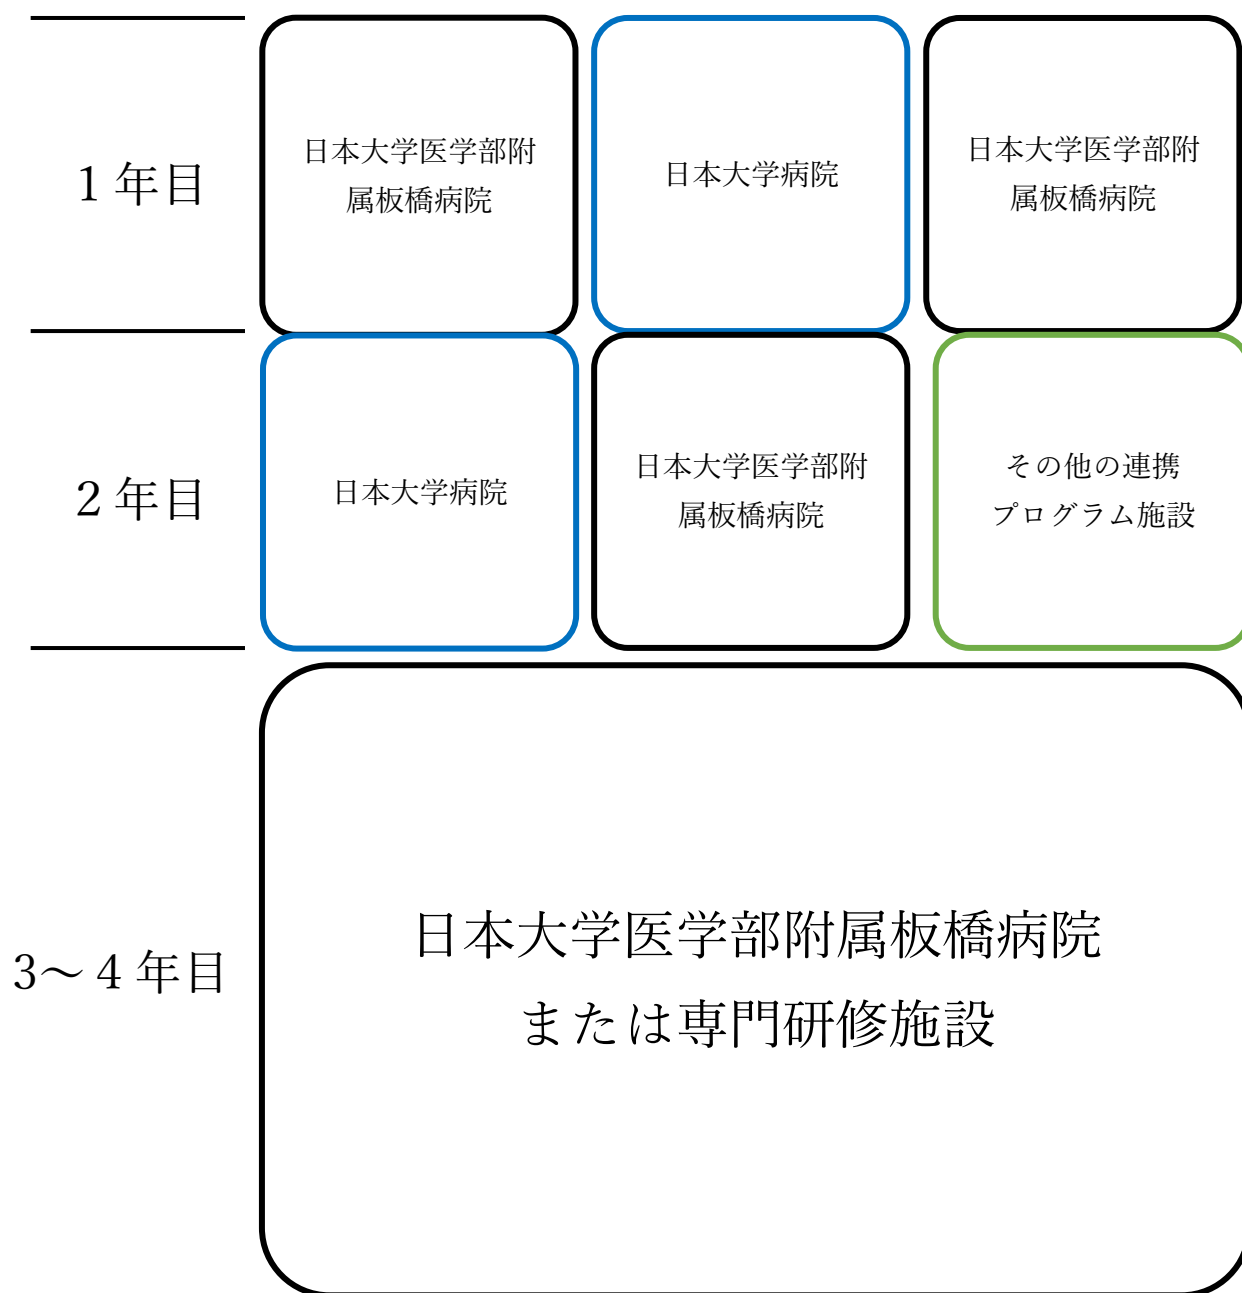 1 年目
日本大学医学部附
属板橋病院
日本大学病院
日本大学医学部附
属板橋病院
2 年目
日本大学病院
日本大学医学部附
属板橋病院
その他の連携
プログラム施設
3～4 年目
日本大学医学部附属板橋病院
または専門研修施設